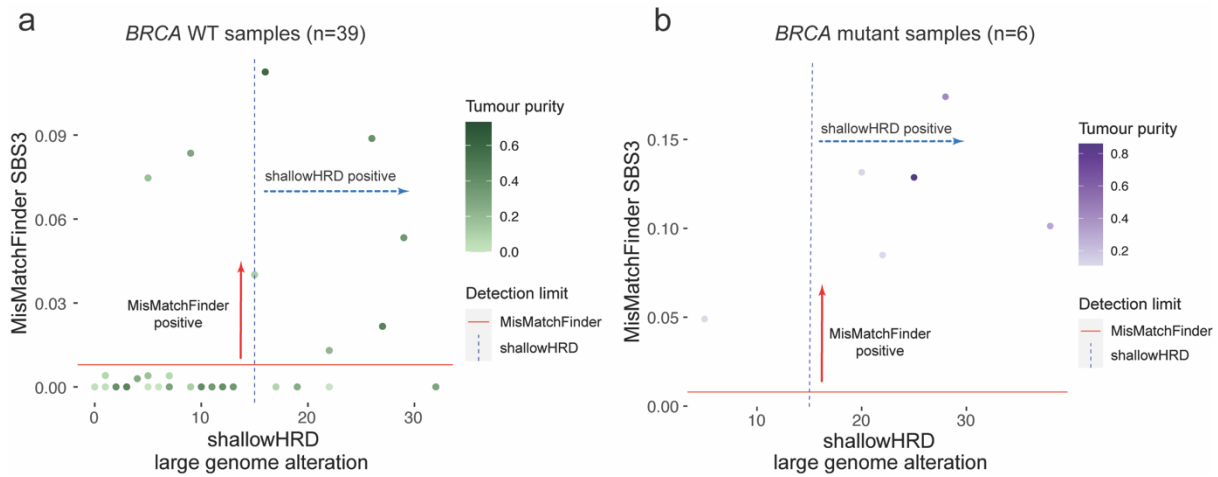 a
BRCA WT samples (n=39)
MisMatchFinder SBS3
0.09
0.06
0.03
0.00
shallowHRD positive
MisMatchFinder
positive
0
10
20
30
shallowHRD
large genome alteration
Tumour purity
0.6
0.4
0.2
0.0
Detection limit
MisMatchFinder
shallowHRD
b
BRCA mutant samples (n=6)
MisMatchFinder SBS3
0.15
0.10
0.05
0.00
shallowHRD positive
MisMatchFinder
positive
10
20
30
shallowHRD
large genome alteration
Tumour purity
0.8
0.6
0.4
0.2
Detection limit
MisMatchFinder
shallowHRD